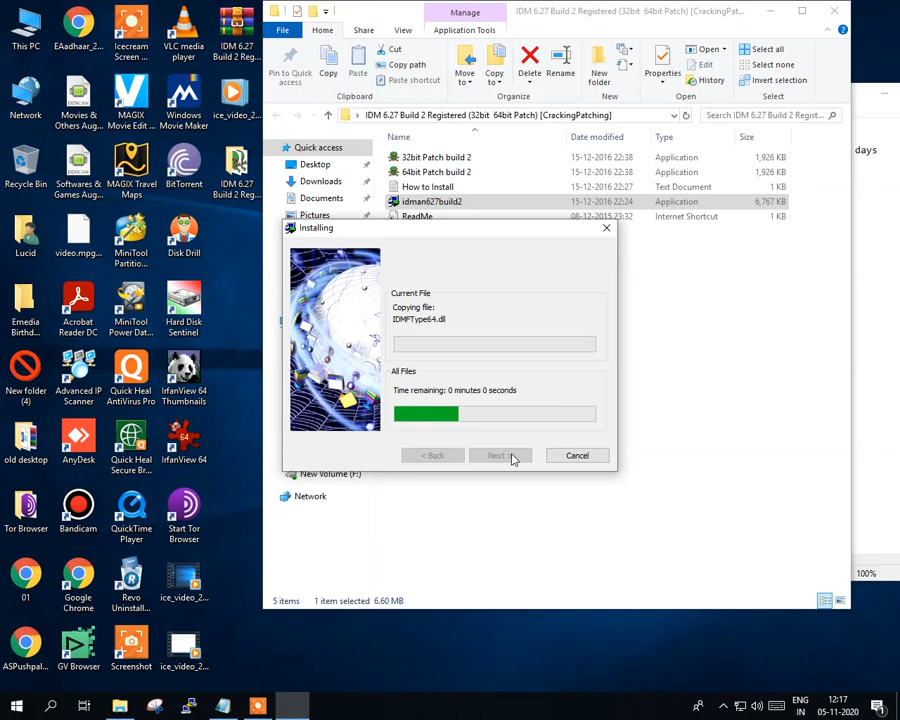 This PC
EAadhar_2...
Icecream
Screen ...
VLC media
player
IDM 6.27
Build 2 Reg...
Network
Movies &
Others Aug...
MAGIX
Movie Edit ...
Windows
Movie Maker
ice_video_2...
Recycle Bin
Softwares &
Games Aug...
MAGIX
Travel
Maps
BitTorrent
IDM 6.27
Build 2 Reg...
Lucid
video.mpg...
MiniTool
Partitio...
Disk Drill
Emedia
Birthd...
Acrobat
Reader DC
MiniTool
Power Dat...
Hard Disk
Sentinel
New folder
(4)
Advanced IP
Scanner
Quick Heal
AntiVirus Pro
IrfanView 64
Thumbnails
old desktop
AnyDesk
Quick Heal
Secure Br...
IrfanView 64
Tor Browser
Bandicam
QuickTime
Player
Start Tor
Browser
01
Google
Chrome
Revo
Uninstall...
ice_video_2...
ASPushpal...
GV Browser
Screenshot
ice_video_2...
Manage
IDM 6.27 Build 2 Registered (32bit 64bit Patch) [CrackingPat...
File
Home
Share
View
Application Tools
Pin to Quick
access
Copy
Paste
Cut
Copy path
Paste shortcut
Clipboard
Move
to
Copy
to
Delete
Rename
Organize
New
folder
New
Properties
Open
Edit
History
Open
Select all
Select none
Invert selection
Select
IDM 6.27 Build 2 Registered (32bit 64bit Patch) [CrackingPatching]
Search IDM 6.27 Build 2 Regist...
Name
Date modified
Type
Size
Quick access
Desktop
Downloads
Documents
Pictures
32bit Patch build 2 15-12-2016 22:38 Application 1,926 KB
64bit Patch build 2 15-12-2016 22:38 Application 1,926 KB
How to Install 15-12-2016 22:37 Text Document 1 KB
idman627build2 15-12-2016 22:24 Application 6,767 KB
ReadMe 08-12-2015 23:32 Internet Shortcut 1 KB
days
Installing
Current File
Copying file:
IDMFType64.dll
All Files
Time remaining: 0 minutes 0 seconds
< Back
Next >
Cancel
New Volume (F:)
Network
100%
5 items 1 item selected 6.60 MB
ENG
IN
12:17
05-11-2020
1